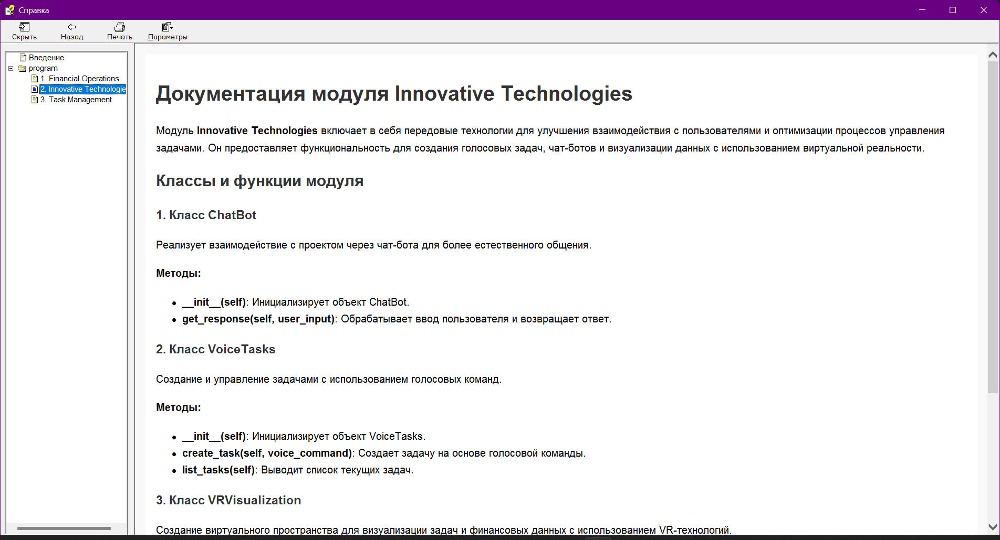 Справка
Скрыть
Назад
Печать
Параметры
Введение
program
1. Financial Operations
2. Innovative Technologie
3. Task Management
Документация модуля Innovative Technologies
Модуль Innovative Technologies включает в себя передовые технологии для улучшения взаимодействия с пользователями и оптимизации процессов управления
задачами. Он предоставляет функциональность для создания голосовых задач, чат-ботов и визуализации данных с использованием виртуальной реальности.
Классы и функции модуля
1. Класс ChatBot
Реализует взаимодействие с проектом через чат-бота для более естественного общения.
Методы:
• __init__(self): Инициализирует объект ChatBot.
• get_response(self, user_input): Обрабатывает ввод пользователя и возвращает ответ.
2. Класс VoiceTasks
Создание и управление задачами с использованием голосовых команд.
Методы:
• __init__(self): Инициализирует объект VoiceTasks.
• create_task(self, voice_command): Создает задачу на основе голосовой команды.
• list_tasks(self): Выводит список текущих задач.
3. Класс VRVisualization
Создание виртуального пространства для визуализации задач и финансовых данных с использованием VR-технологий.